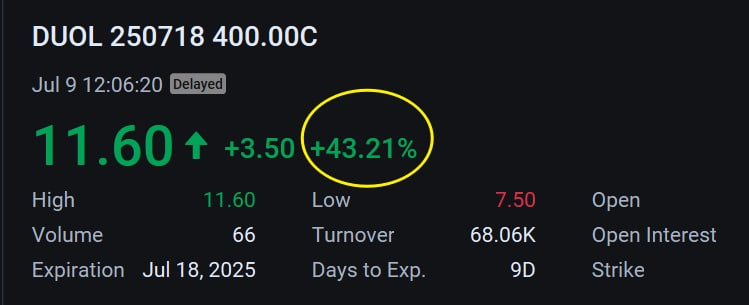 DUOL 250718 400.00C
Jul 9 12:06:20 Delayed
11.60 +3.50 +43.21%
High 11.60 Low 7.50 Open
Volume 66 Turnover 68.06K Open Interest
Expiration Jul 18, 2025 Days to Exp. 9D Strike